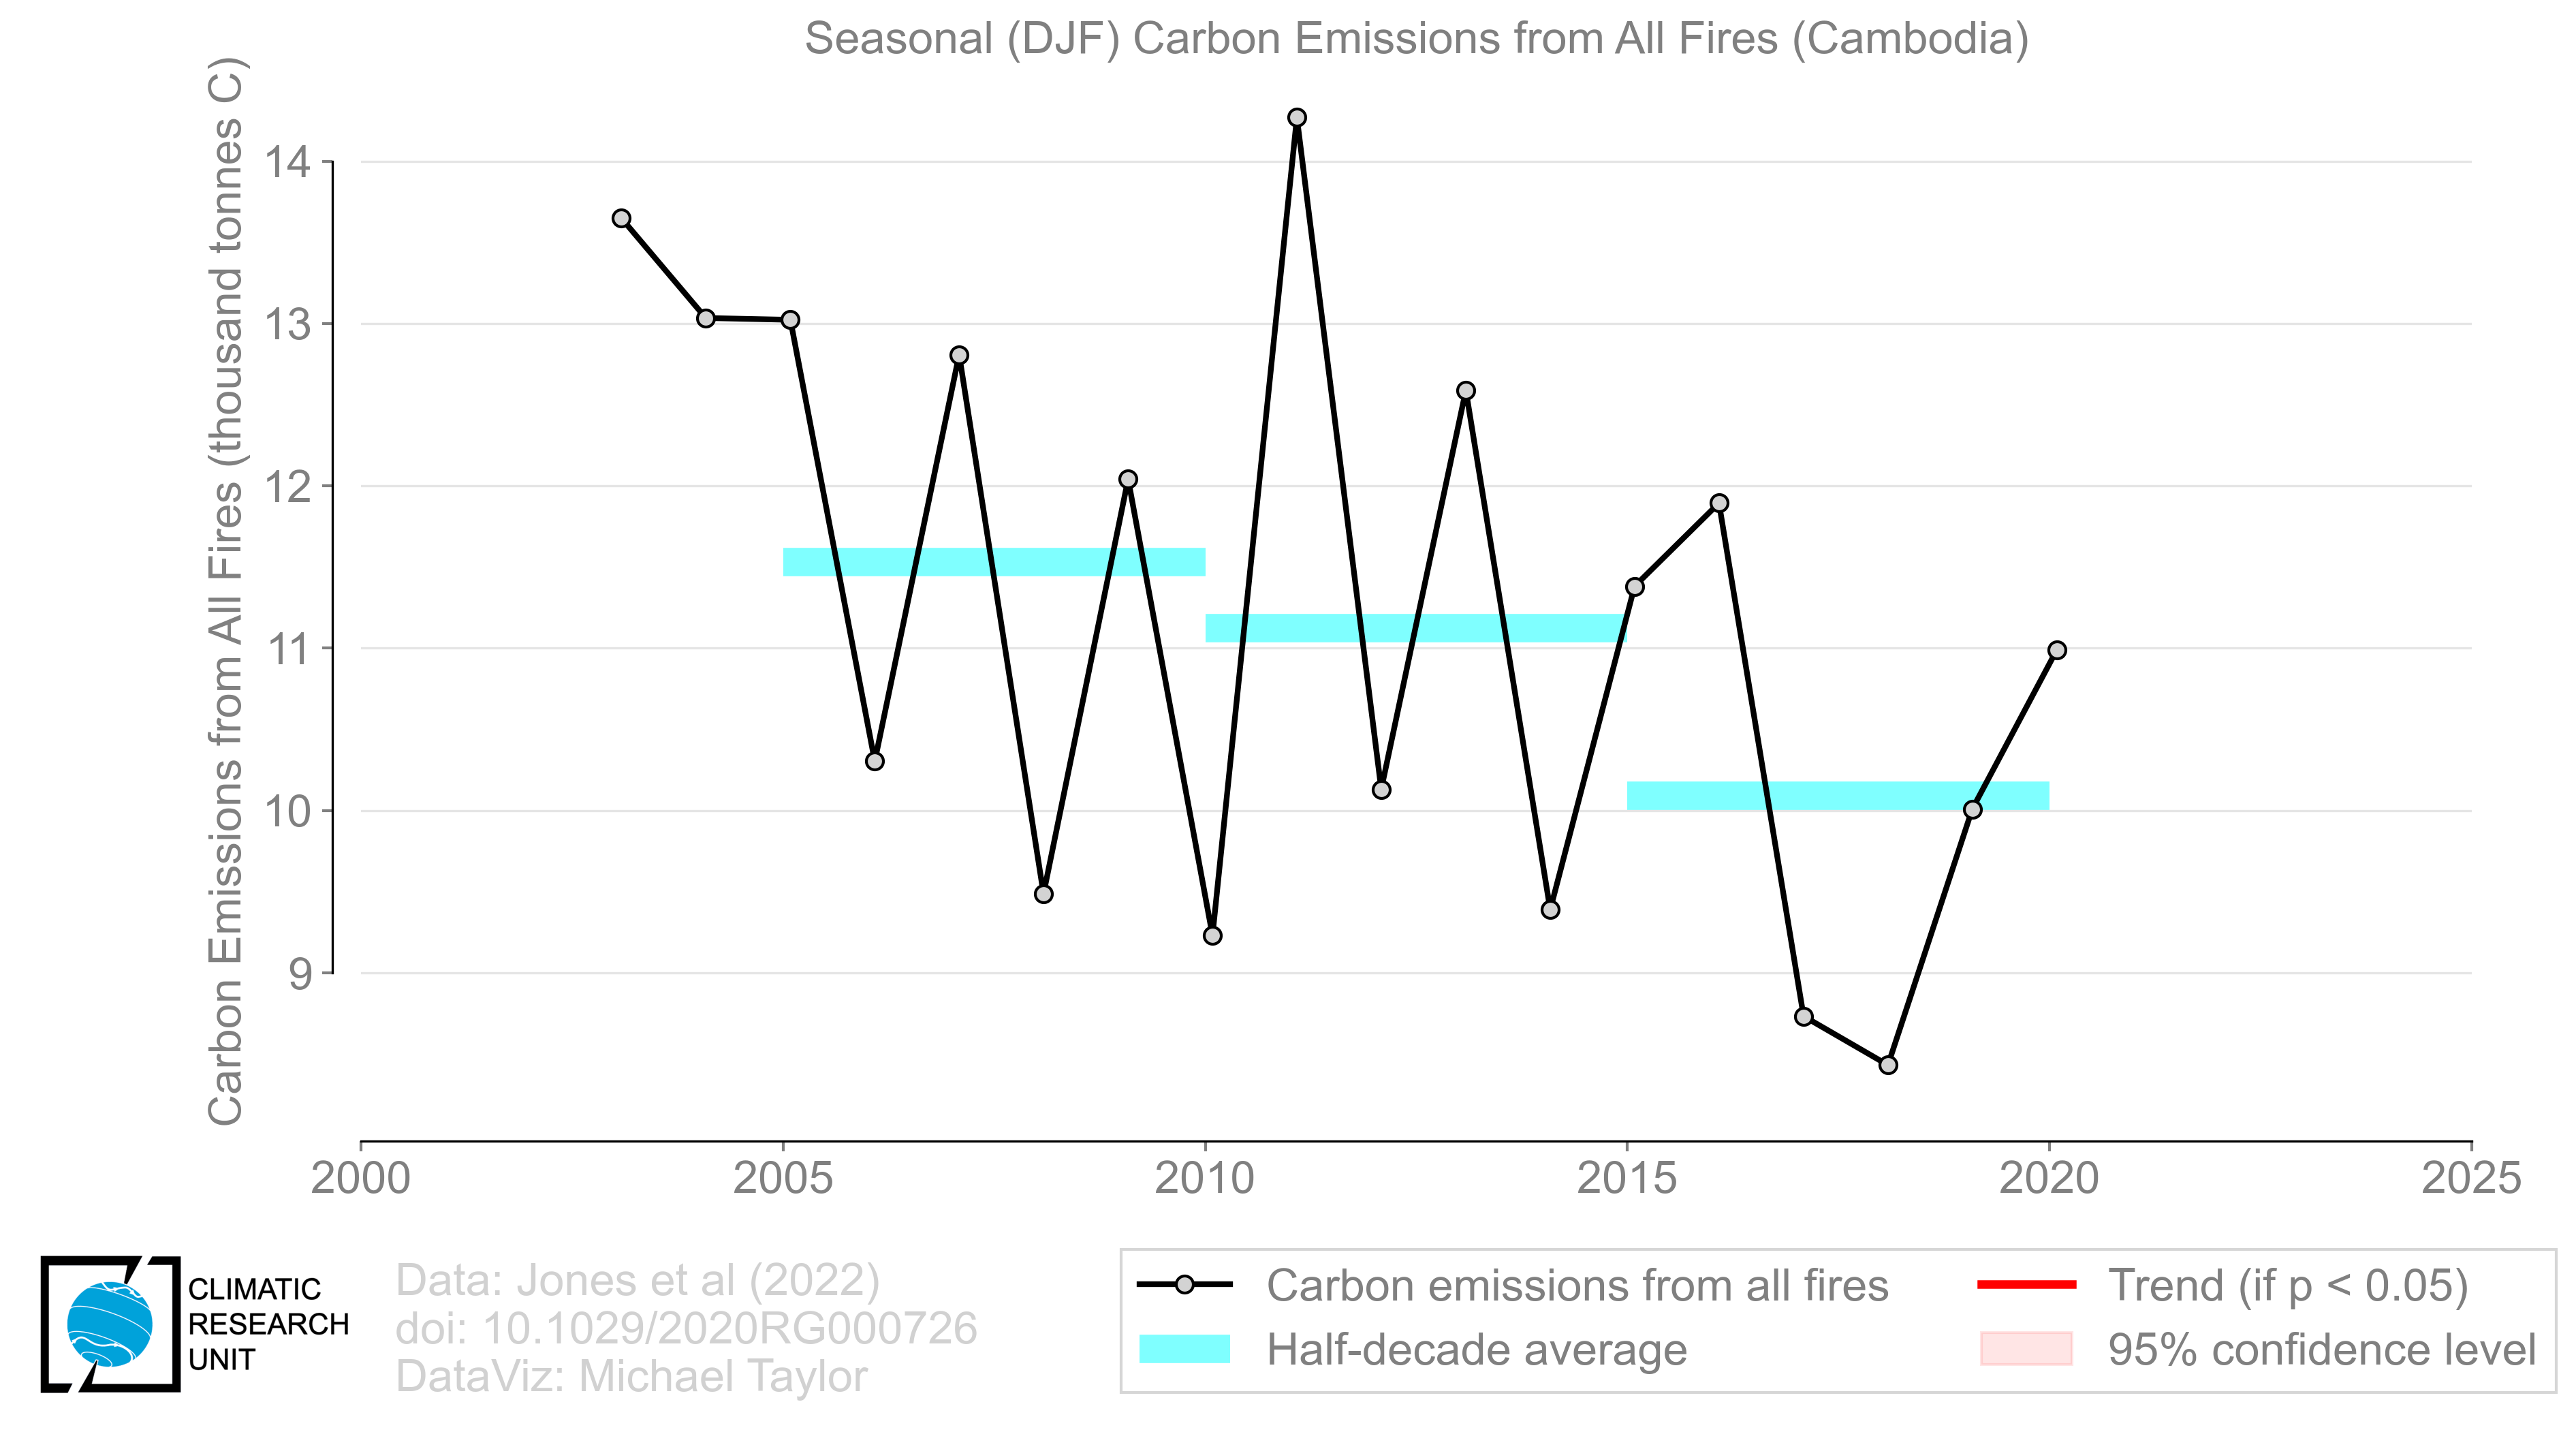 Seasonal (DJF) Carbon Emissions from All Fires (Cambodia)
Carbon Emissions from All Fires (thousand tonnes C)
14
13
12
11
10
9
2000
2005
2010
2015
2020
2025
CLIMATIC
RESEARCH
UNIT
Data: Jones et al (2022)
doi: 10.1029/2020RG000726
DataViz: Michael Taylor
Carbon emissions from all fires
Half-decade average
Trend (if p < 0.05)
95% confidence level